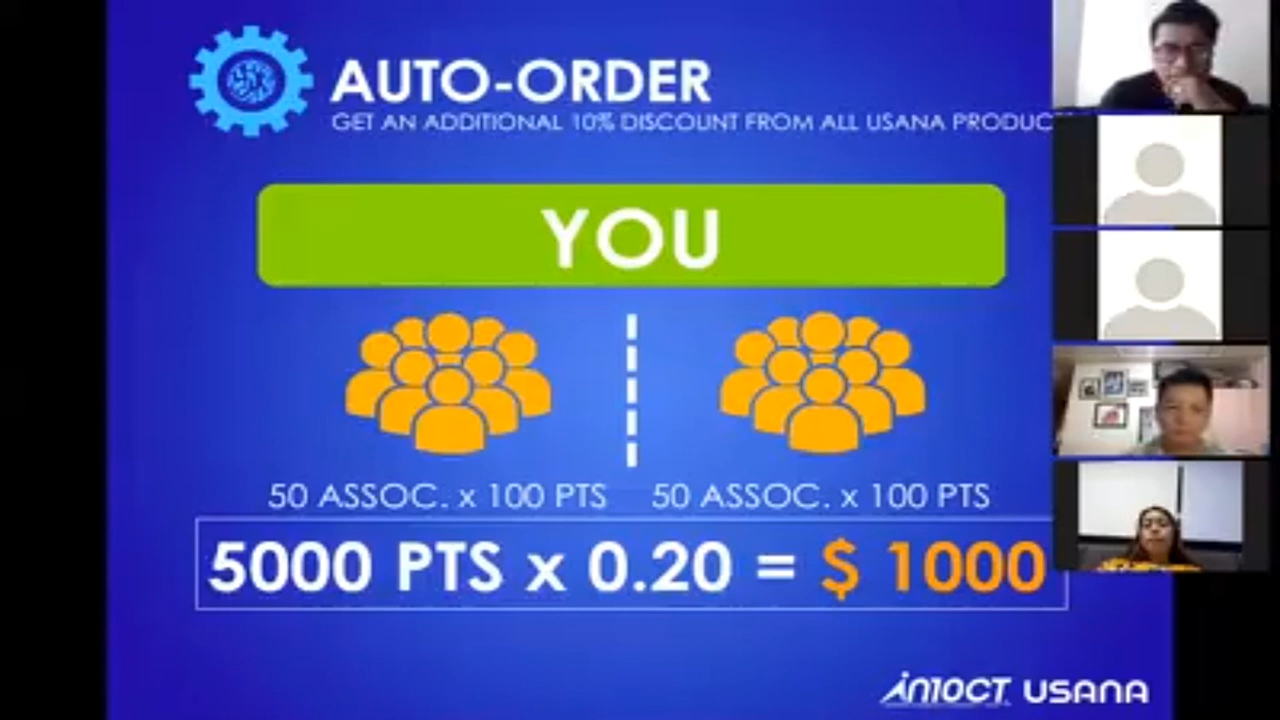 AUTO-ORDER
GET AN ADDITIONAL 10% DISCOUNT FROM ALL USANA
YOU
50 ASSOC. x 100 PTS 50 ASSOC. x 100 PTS
5000 PTS x 0.20 = $ 1000
in10CT USANA